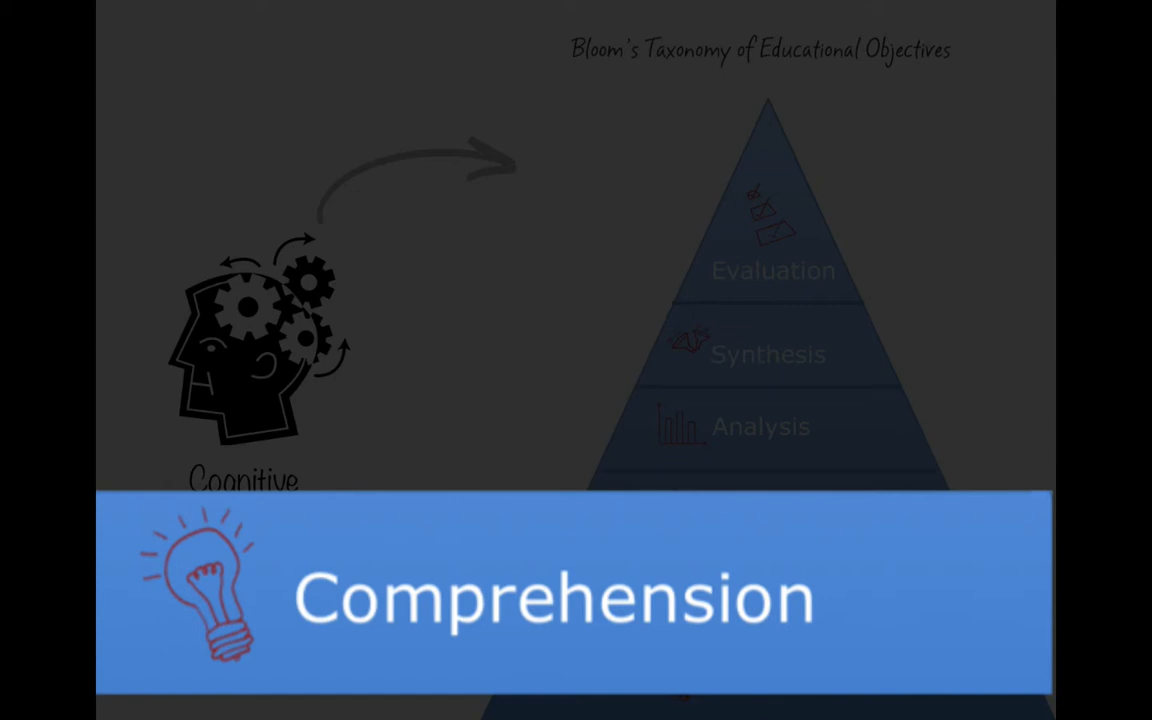 Bloom's Taxonomy of Educational Objectives
Evaluation
Synthesis
Analysis
Cognitive
Comprehension